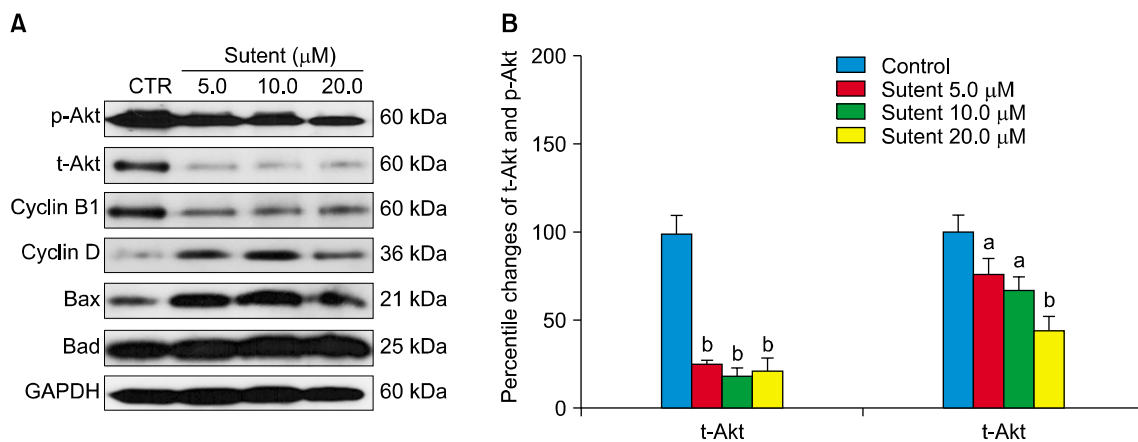 A
Sutent (μM)
CTR 5.0 10.0 20.0
p-Akt 60 kDa
t-Akt 60 kDa
Cyclin B1 60 kDa
Cyclin D 36 kDa
Bax 21 kDa
Bad 25 kDa
GAPDH 60 kDa
B
Percentile changes of t-Akt and p-Akt
200
150
100
50
0
Control
Sutent 5.0 μM
Sutent 10.0 μM
Sutent 20.0 μM
b b b
a a b
t-Akt t-Akt